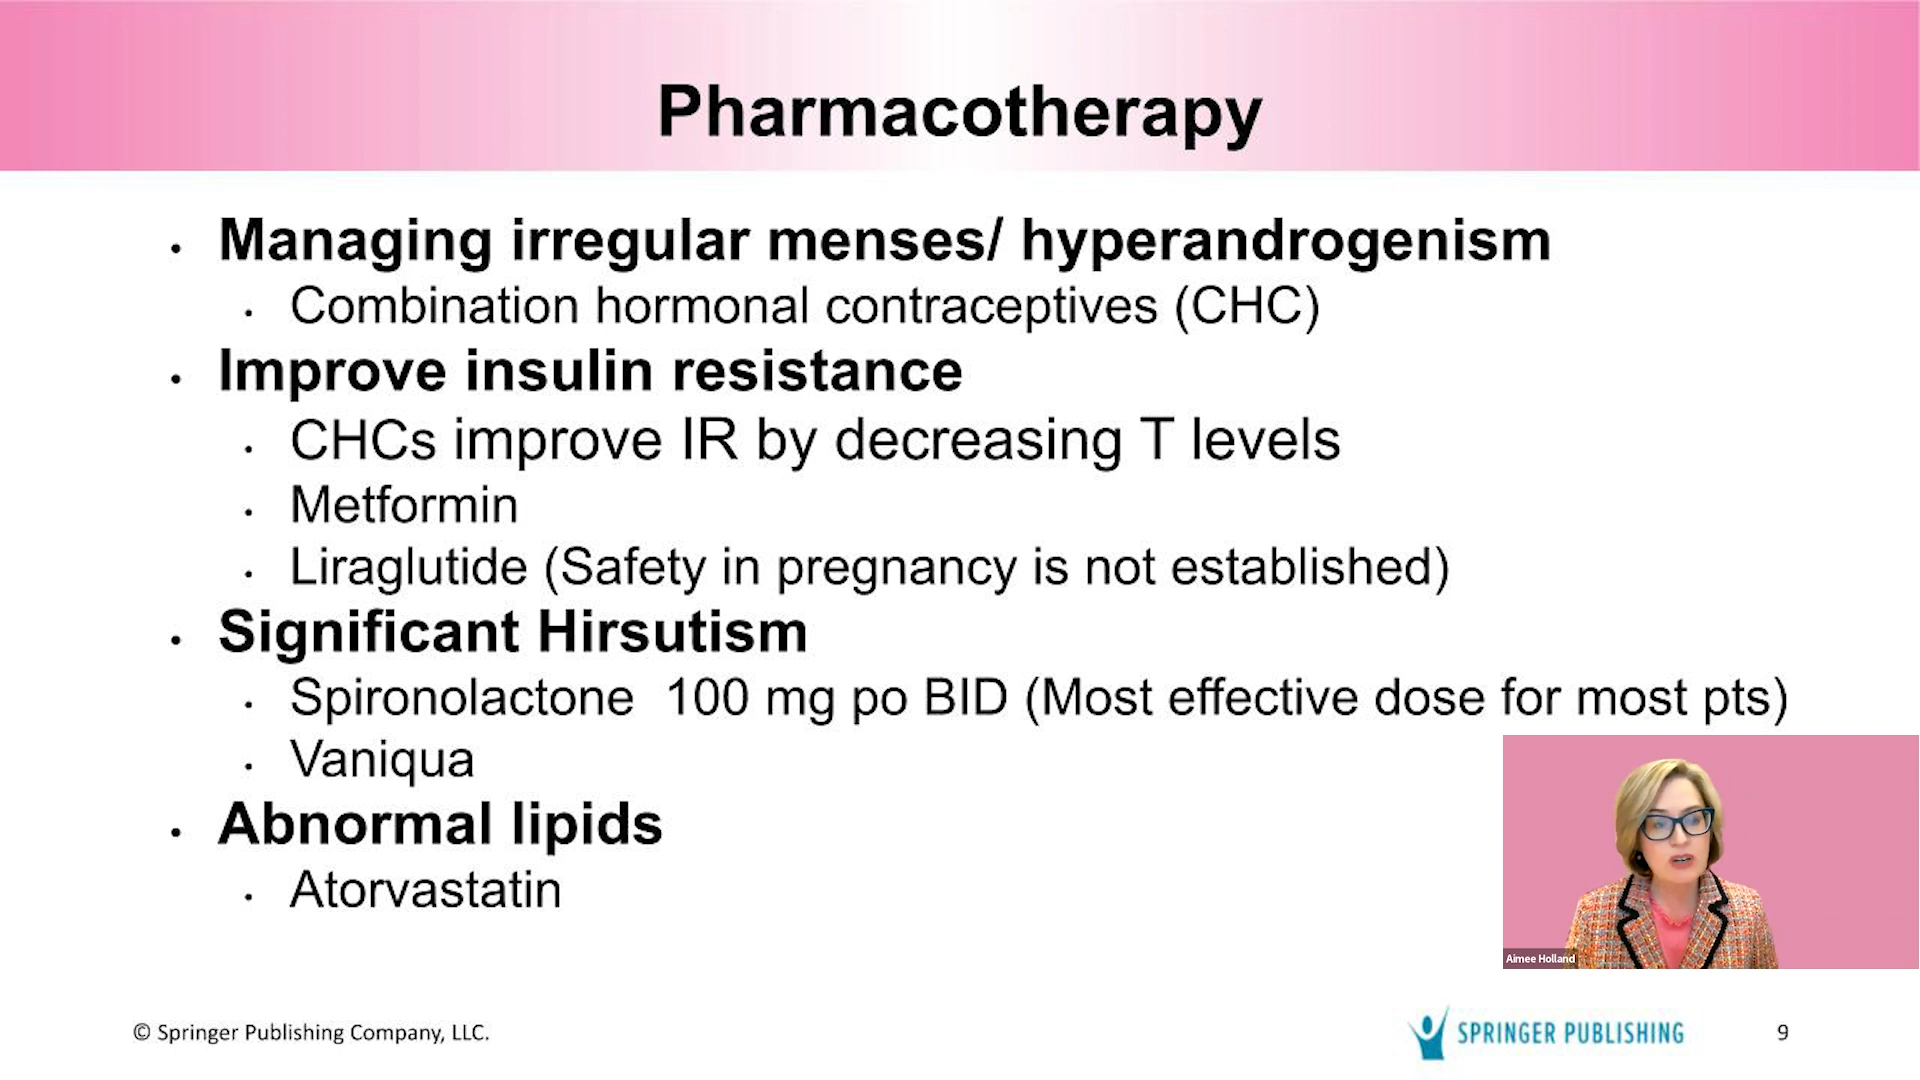 Pharmacotherapy
• Managing irregular menses/ hyperandrogenism
• Combination hormonal contraceptives (CHC)
• Improve insulin resistance
• CHCs improve IR by decreasing T levels
• Metformin
• Liraglutide (Safety in pregnancy is not established)
• Significant Hirsutism
• Spironolactone  100 mg po BID (Most effective dose for most pts)
• Vaniqua
• Abnormal lipids
• Atorvastatin
Aimee Holland
© Springer Publishing Company, LLC.
SPRINGER PUBLISHING
9